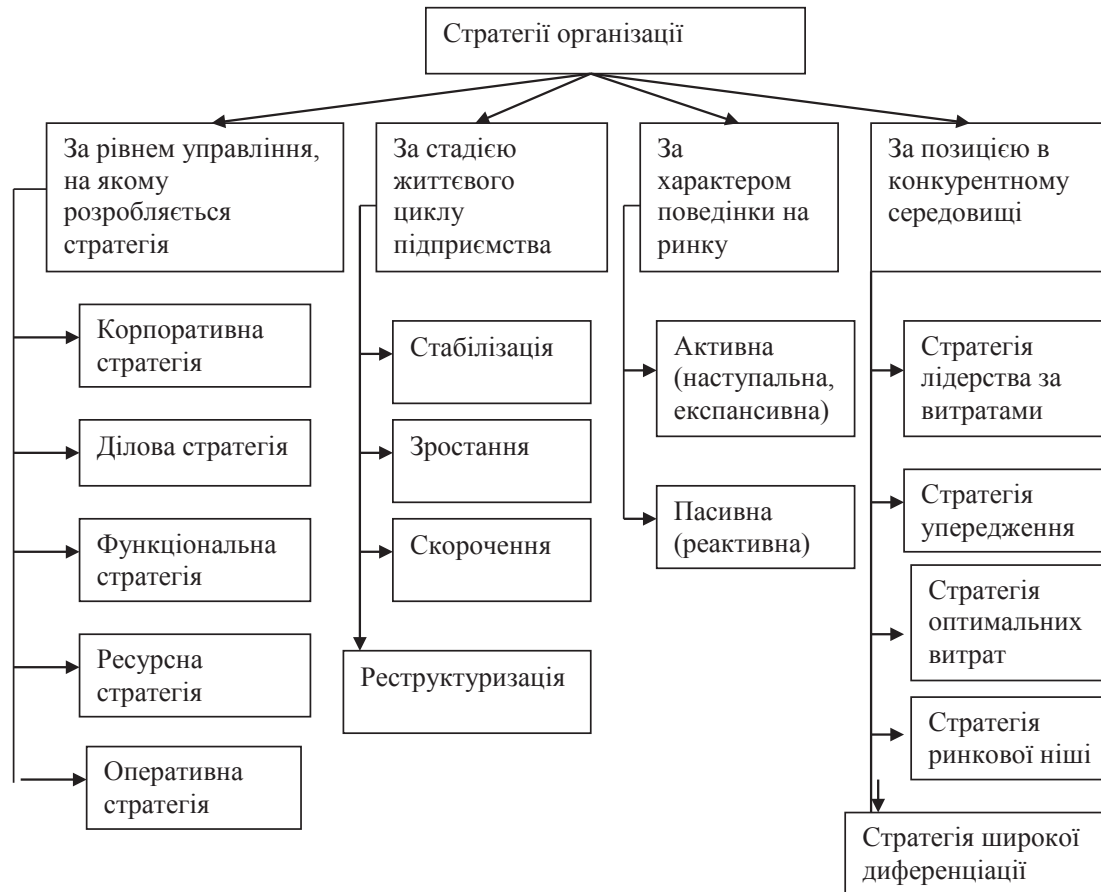 Стратегії організації
За рівнем управління,
на якому
розробляється
стратегія
Корпоративна
стратегія
Ділова стратегія
Функціональна
стратегія
Ресурсна
стратегія
Оперативна
стратегія
За стадією
життєвого
циклу
підприємства
Стабілізація
Зростання
Скорочення
Реструктуризація
За
характером
поведінки на
ринку
Активна
(наступальна,
експансивна)
Пасивна
(реактивна)
За позицією в
конкурентному
середовищі
Стратегія
лідерства за
витратами
Стратегія
упередження
Стратегія
оптимальних
витрат
Стратегія
ринкової ніші
Стратегія широкої
диференціації